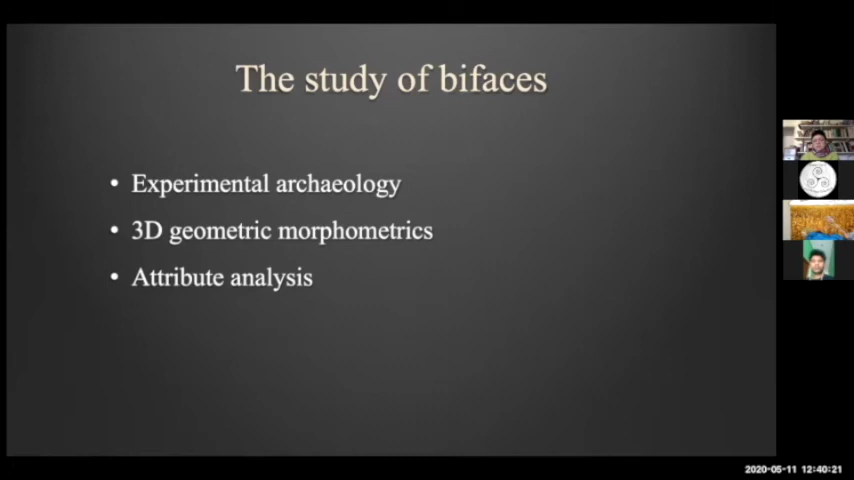 The study of bifaces
• Experimental archaeology
• 3D geometric morphometrics
• Attribute analysis
2020-05-11 12:40:21